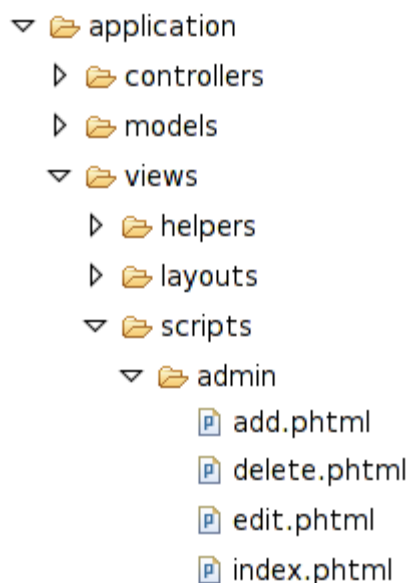 application
controllers
models
views
helpers
layouts
scripts
admin
add.phtml
delete.phtml
edit.phtml
index.phtml